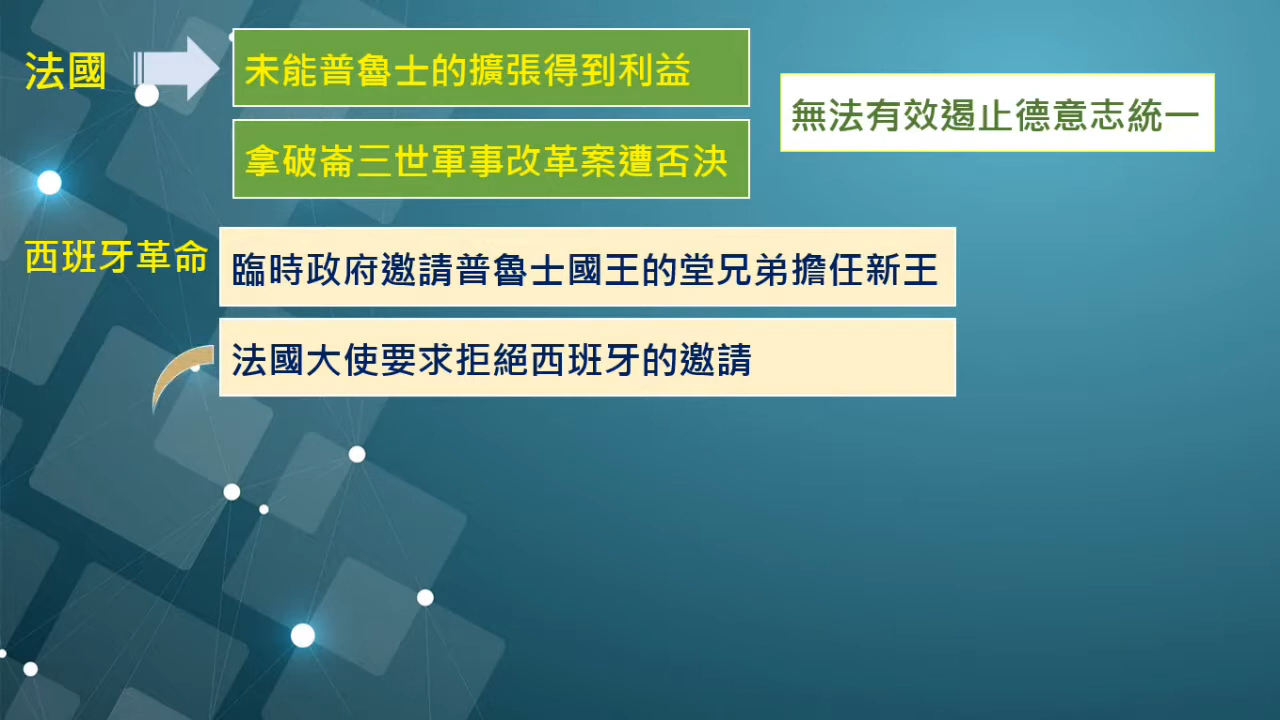 法國
未能普魯士的擴張得到利益
無法有效遏止德意志統一
拿破崙三世軍事改革案遭否決
西班牙革命
臨時政府邀請普魯士國王的堂兄弟擔任新王
法國大使要求拒絕西班牙的邀請